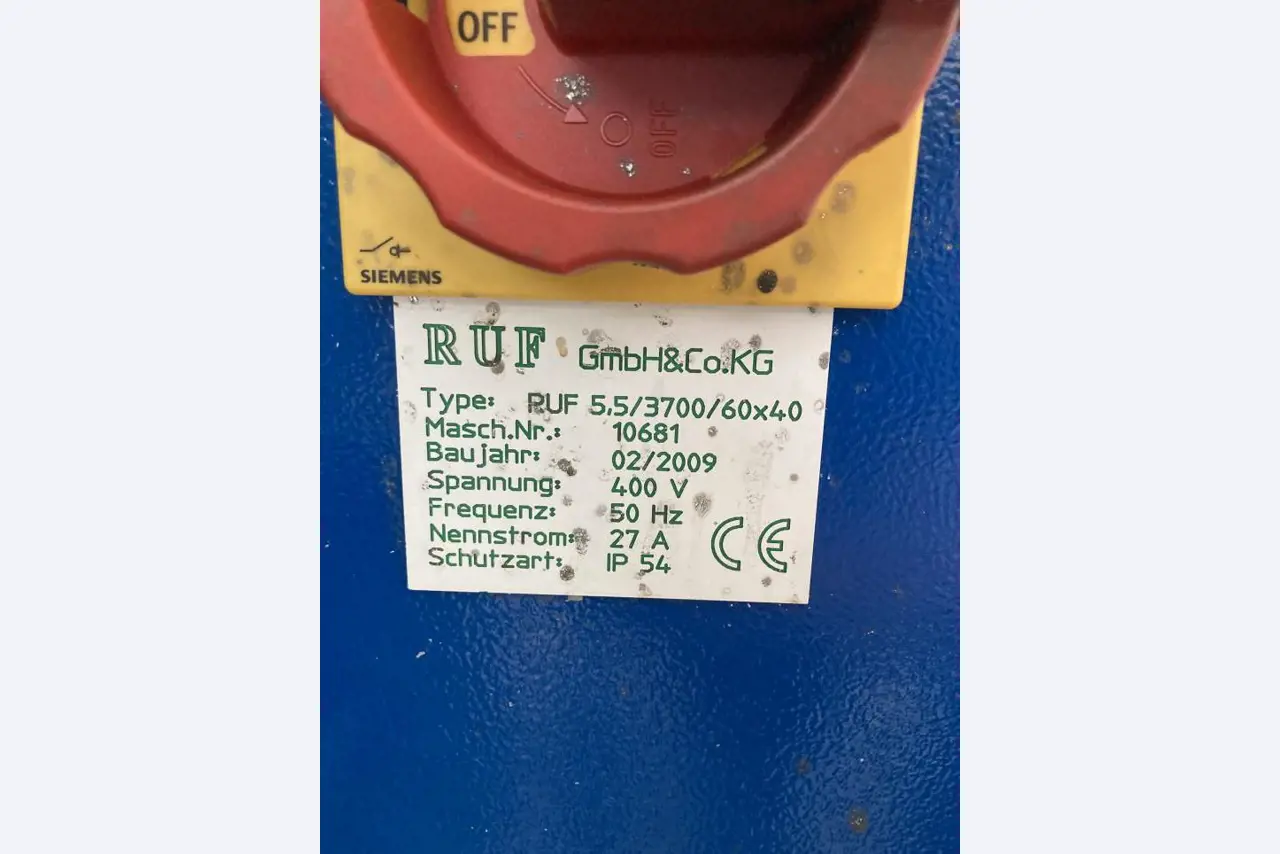 OFF
OFF
SIEMENS
RUF GmbH&Co.KG
Type: RUF 5,5/3700/60x40
Masch.Nr.: 10681
Baujahr: 02/2009
Spannung: 400 V
Frequenz: 50 Hz
Nennstrom: 27 A
Schutzart: IP 54
CE